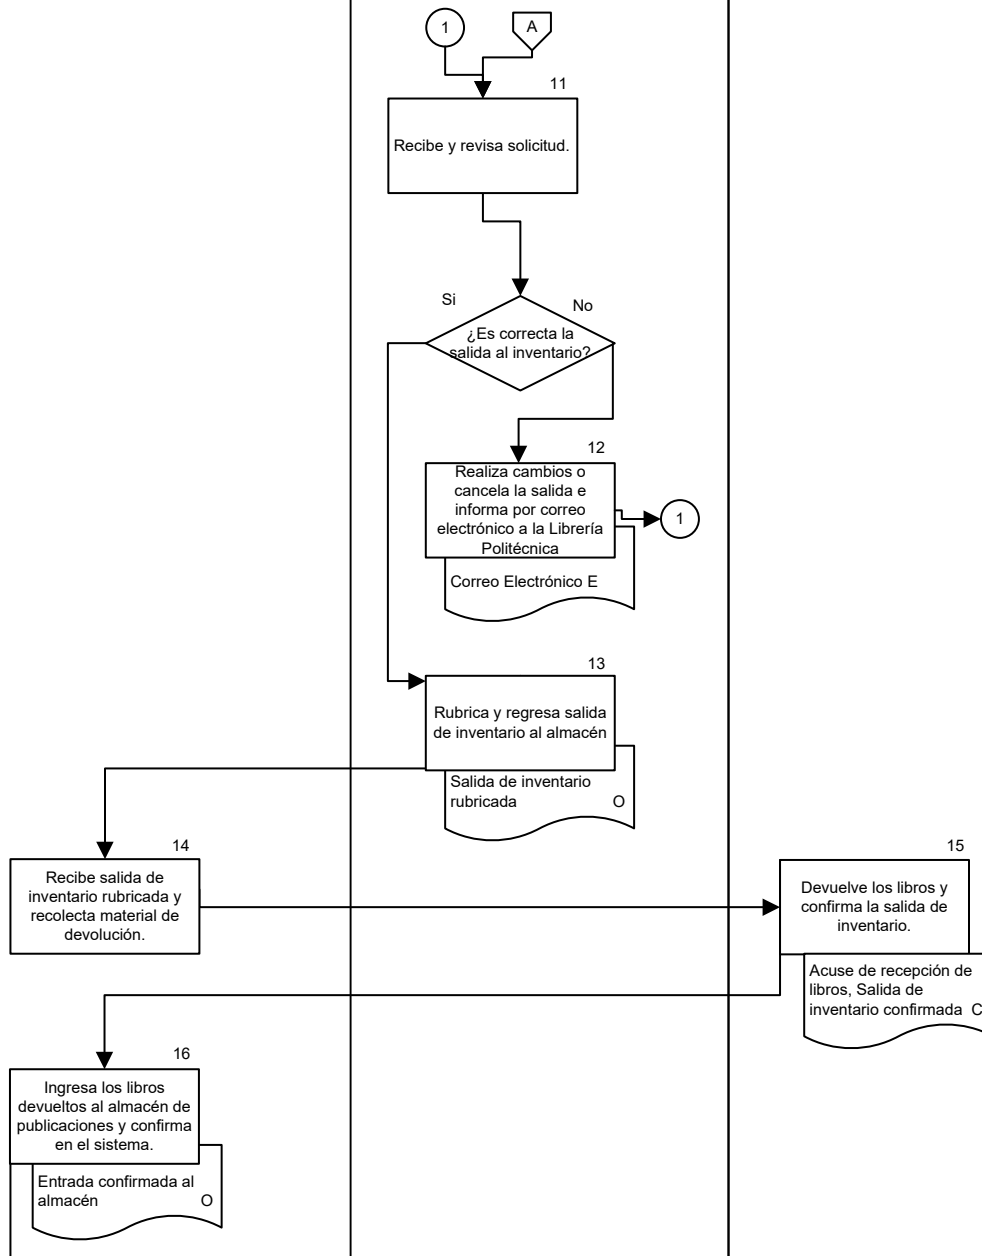 1
A
11
Recibe y revisa solicitud.
Si
No
¿Es correcta la
salida al inventario?
12
Realiza cambios o
cancela la salida e
informa por correo
electrónico a la Librería
Politécnica
1
Correo Electrónico E
13
Rubrica y regresa salida
de inventario al almacén
Salida de inventario
rubricada O
14
Recibe salida de
inventario rubricada y
recolecta material de
devolución.
15
Devuelve los libros y
confirma la salida de
inventario.
Acuse de recepción de
libros, Salida de
inventario confirmada C
16
Ingresa los libros
devueltos al almacén de
publicaciones y confirma
en el sistema.
Entrada confirmada al
almacén O